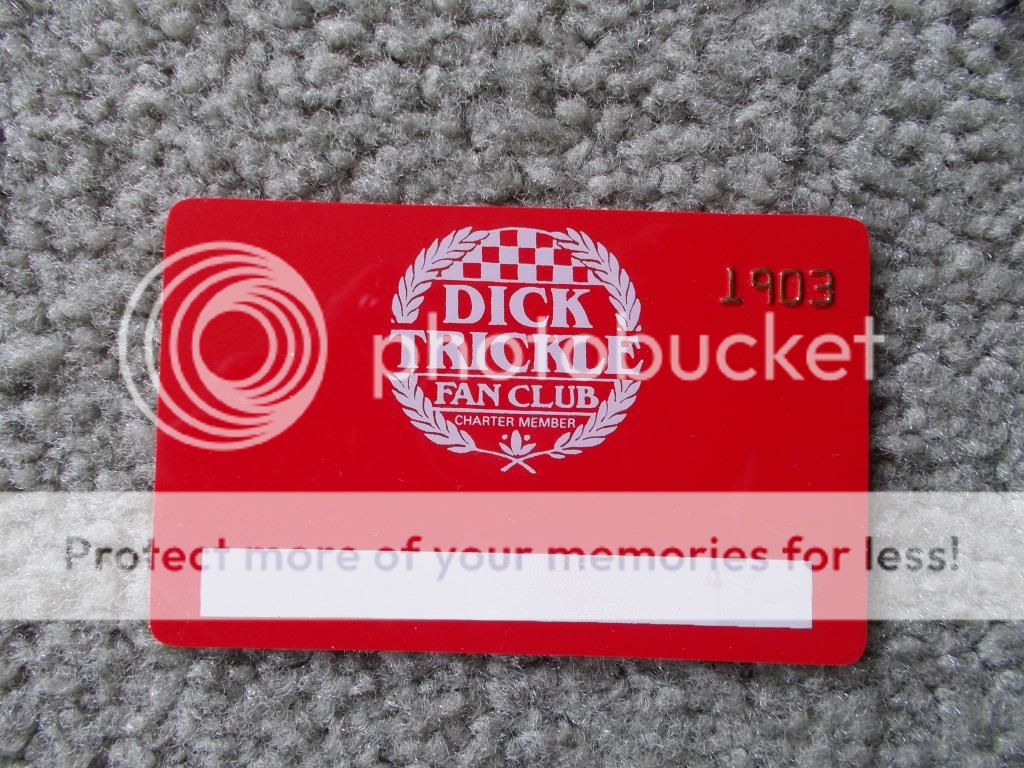 1903
DICK
TRICKLE
FAN CLUB
CHARTER MEMBER
photobucket
Protect more of your memories for less!